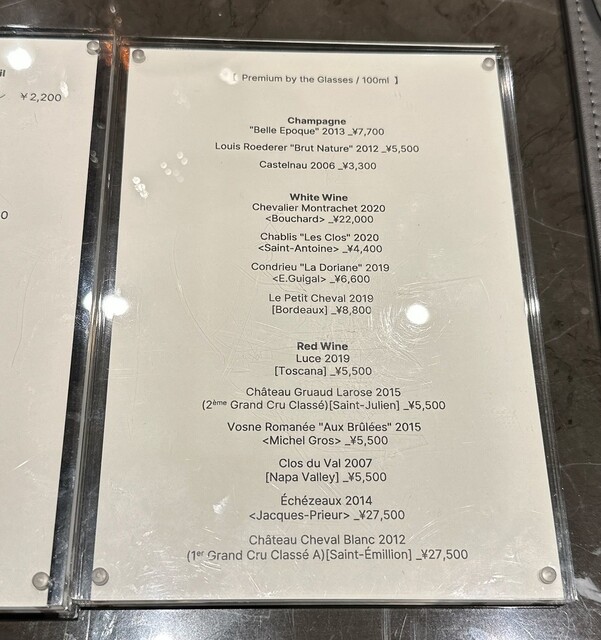 il
ン ¥2,200
0
[ Premium by the Glasses / 100ml ]
Champagne
"Belle Epoque" 2013 _¥7,700
Louis Roederer "Brut Nature" 2012 _¥5,500
Castelnau 2006 _¥3,300
White Wine
Chevalier Montrachet 2020
<Bouchard> _¥22,000
Chablis "Les Clos" 2020
<Saint-Antoine> _¥4,400
Condrieu "La Doriane" 2019
<E.Guigal> _¥6,600
Le Petit Cheval 2019
[Bordeaux] _¥8,800
Red Wine
Luce 2019
[Toscana] _¥5,500
Château Gruaud Larose 2015
(2ème Grand Cru Classé)[Saint-Julien] _¥5,500
Vosne Romanée "Aux Brûlées" 2015
<Michel Gros> _¥5,500
Clos du Val 2007
[Napa Valley] _¥5,500
Échézeaux 2014
<Jacques-Prieur> _¥27,500
Château Cheval Blanc 2012
(1er Grand Cru Classé A)[Saint-Émillion] _¥27,500